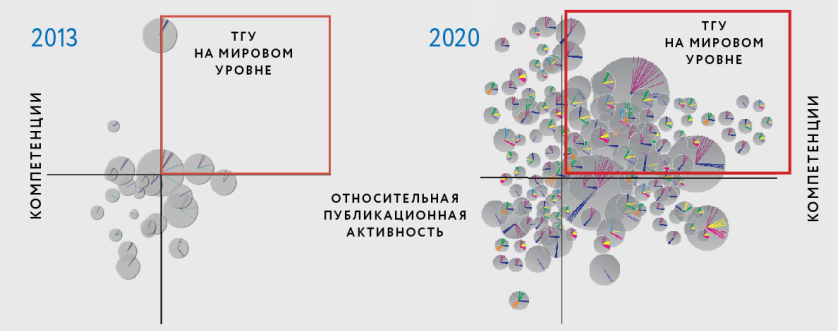 2013
ТГУ
НА МИРОВОМ
УРОВНЕ
КОМПЕТЕНЦИИ
2020
ТГУ
НА МИРОВОМ
УРОВНЕ
КОМПЕТЕНЦИИ
ОТНОСИТЕЛЬНАЯ
ПУБЛИКАЦИОННАЯ
АКТИВНОСТЬ